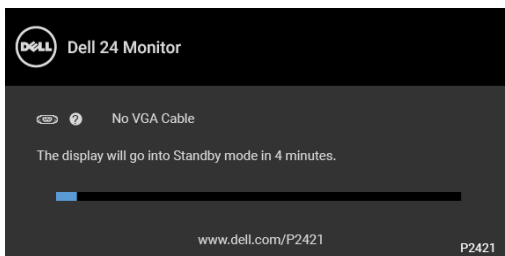 DELL Dell 24 Monitor
No VGA Cable
The display will go into Standby mode in 4 minutes.
www.dell.com/P2421
P2421